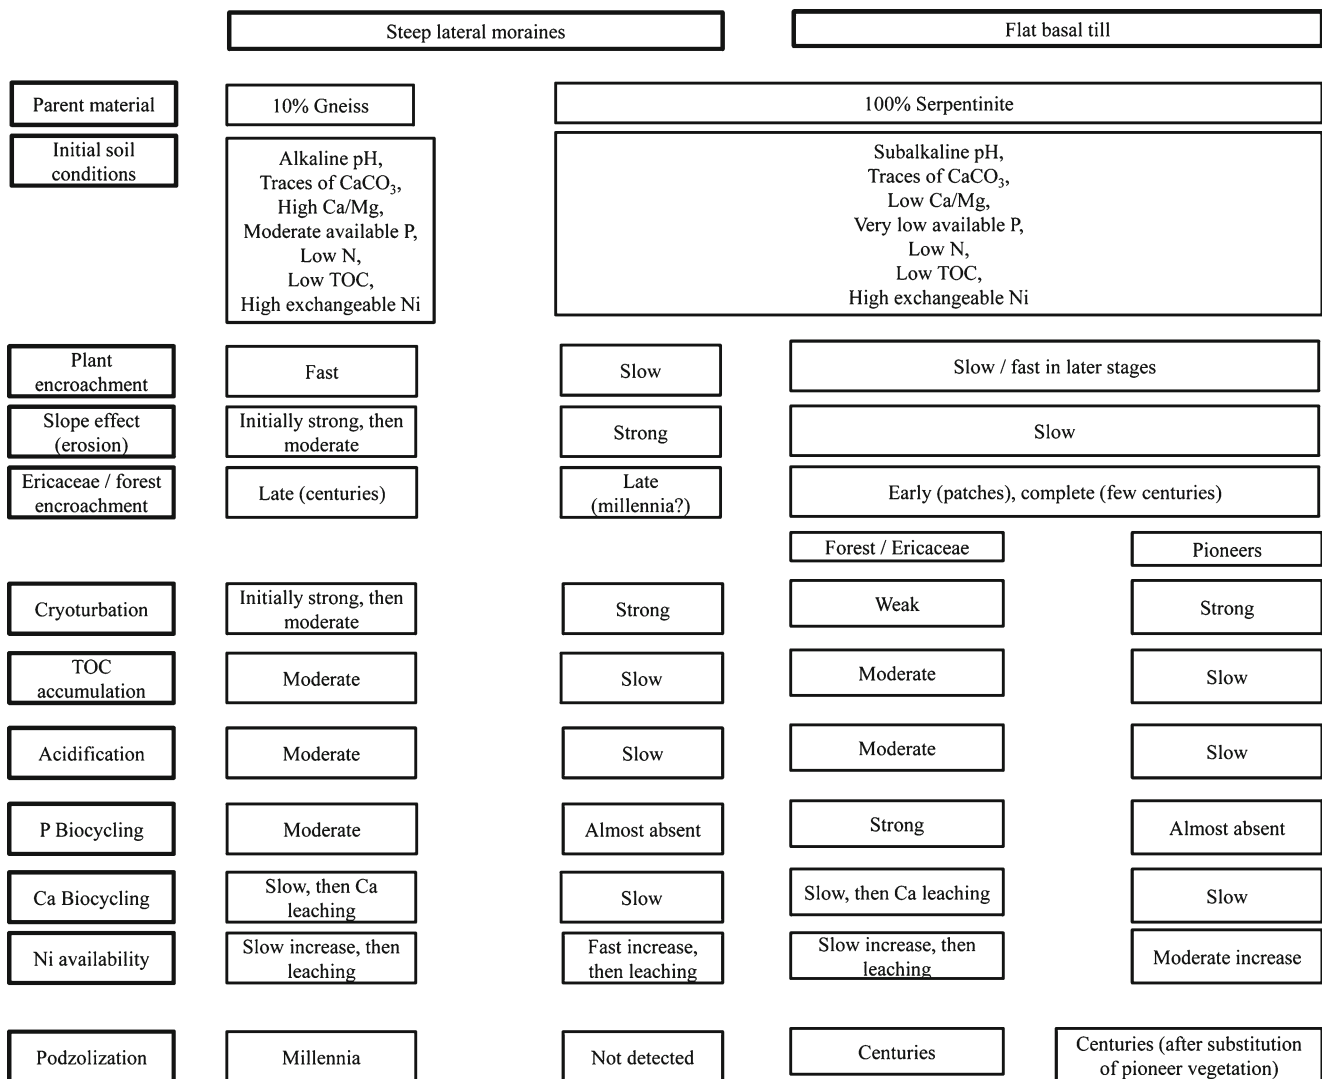 Steep lateral moraines
Flat basal till
Parent material
10% Gneiss
100% Serpentinite
Initial soil
conditions
Alkaline pH,
Traces of CaCO₃,
High Ca/Mg,
Moderate available P,
Low N,
Low TOC,
High exchangeable Ni
Subalkaline pH,
Traces of CaCO₃,
Low Ca/Mg,
Very low available P,
Low N,
Low TOC,
High exchangeable Ni
Plant
encroachment
Fast
Slow
Slow / fast in later stages
Slope effect
(erosion)
Initially strong, then
moderate
Strong
Slow
Ericaceae / forest
encroachment
Late (centuries)
Late
(millennia?)
Early (patches), complete (few centuries)
Forest / Ericaceae
Pioneers
Cryoturbation
Initially strong, then
moderate
Strong
Weak
Strong
TOC
accumulation
Moderate
Slow
Moderate
Slow
Acidification
Moderate
Slow
Moderate
Slow
P Biocycling
Moderate
Almost absent
Strong
Almost absent
Ca Biocycling
Slow, then Ca
leaching
Slow
Slow, then Ca leaching
Slow
Ni availability
Slow increase, then
leaching
Fast increase,
then leaching
Slow increase, then
leaching
Moderate increase
Podzolization
Millennia
Not detected
Centuries
Centuries (after substitution
of pioneer vegetation)